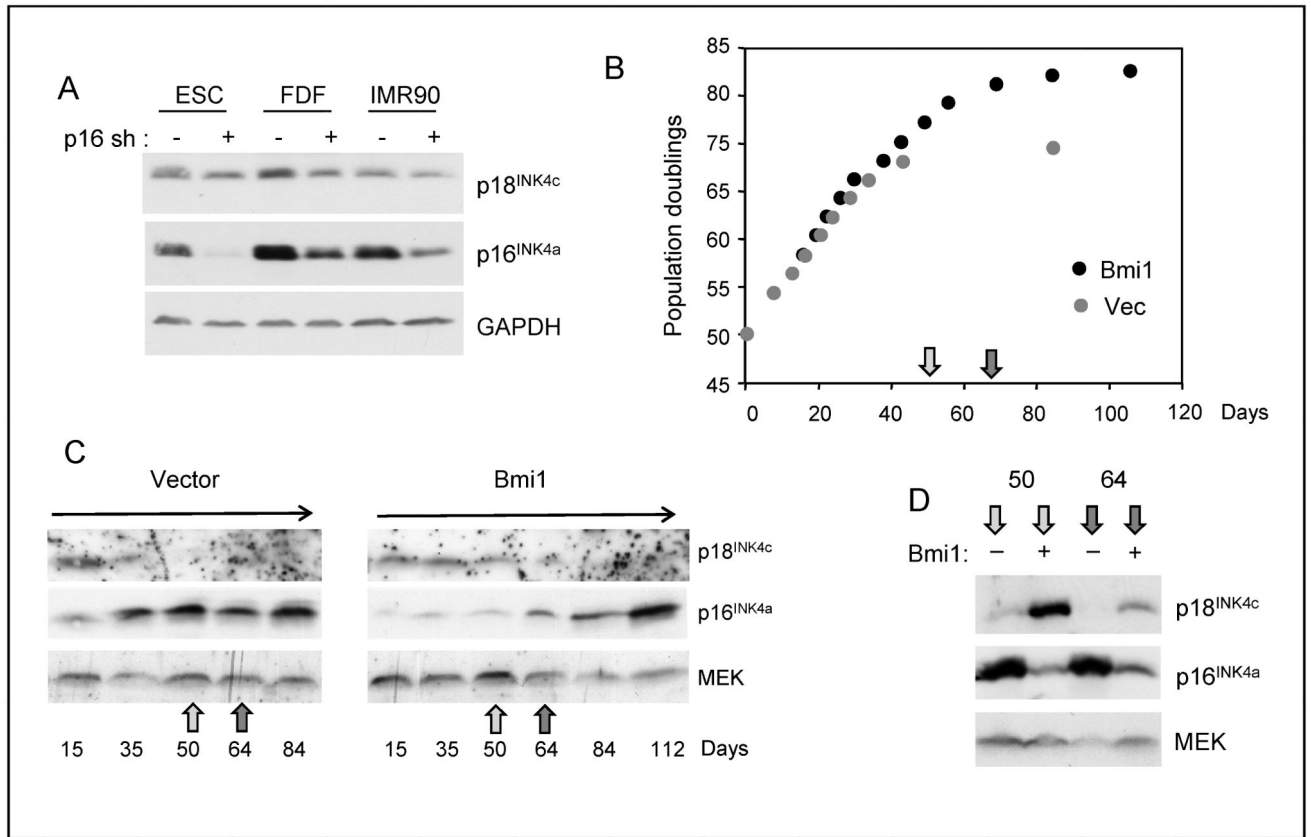 A
ESC FDF IMR90
p16 sh : - + - + - +
p18INK4c
p16INK4a
GAPDH
B
Population doublings
85
80
75
65
60
55
50
45
0 20 40 60 80 100 120 Days
Bmi1
Vec
C
Vector Bmi1
p18INK4c
p16INK4a
MEK
15 35 50 64 84 15 35 50 64 84 112 Days
D
50 64
Bmi1: – + – +
p18INK4c
p16INK4a
MEK